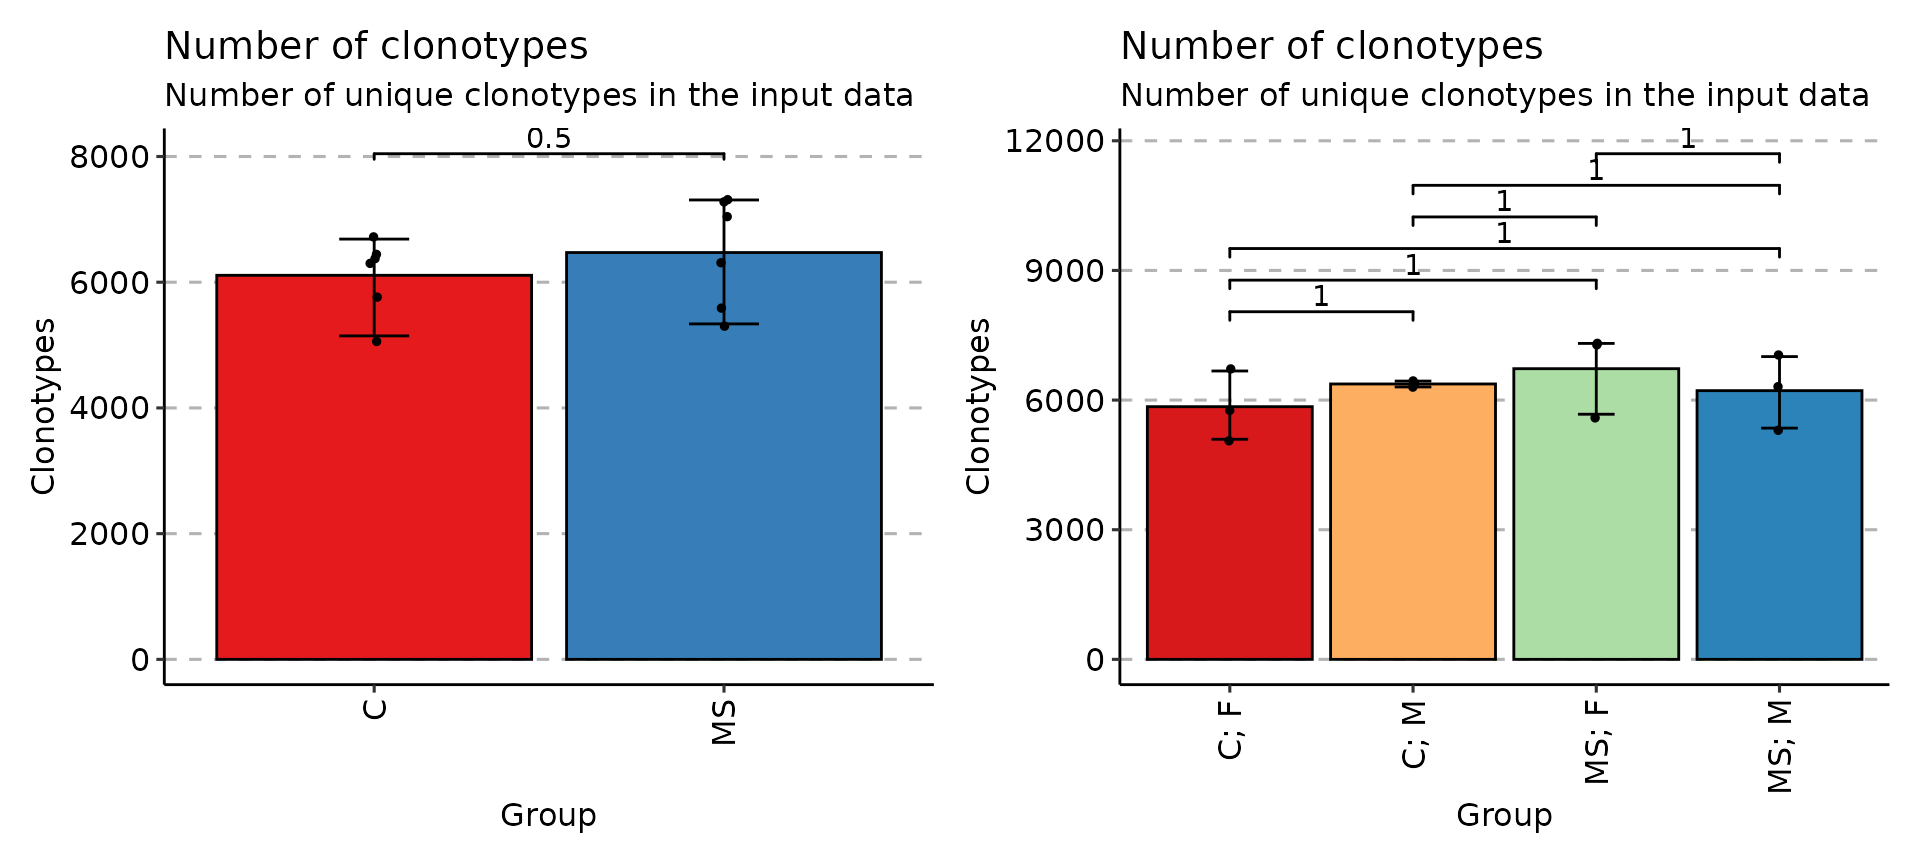 Number of clonotypes
Number of unique clonotypes in the input data
0.5
8000
6000
4000
2000
0
Clonotypes
C
MS
Group
Number of clonotypes
Number of unique clonotypes in the input data
12000
1
1
1
1
9000
1
1
6000
3000
0
Clonotypes
C; F
C; M
MS; F
MS; M
Group